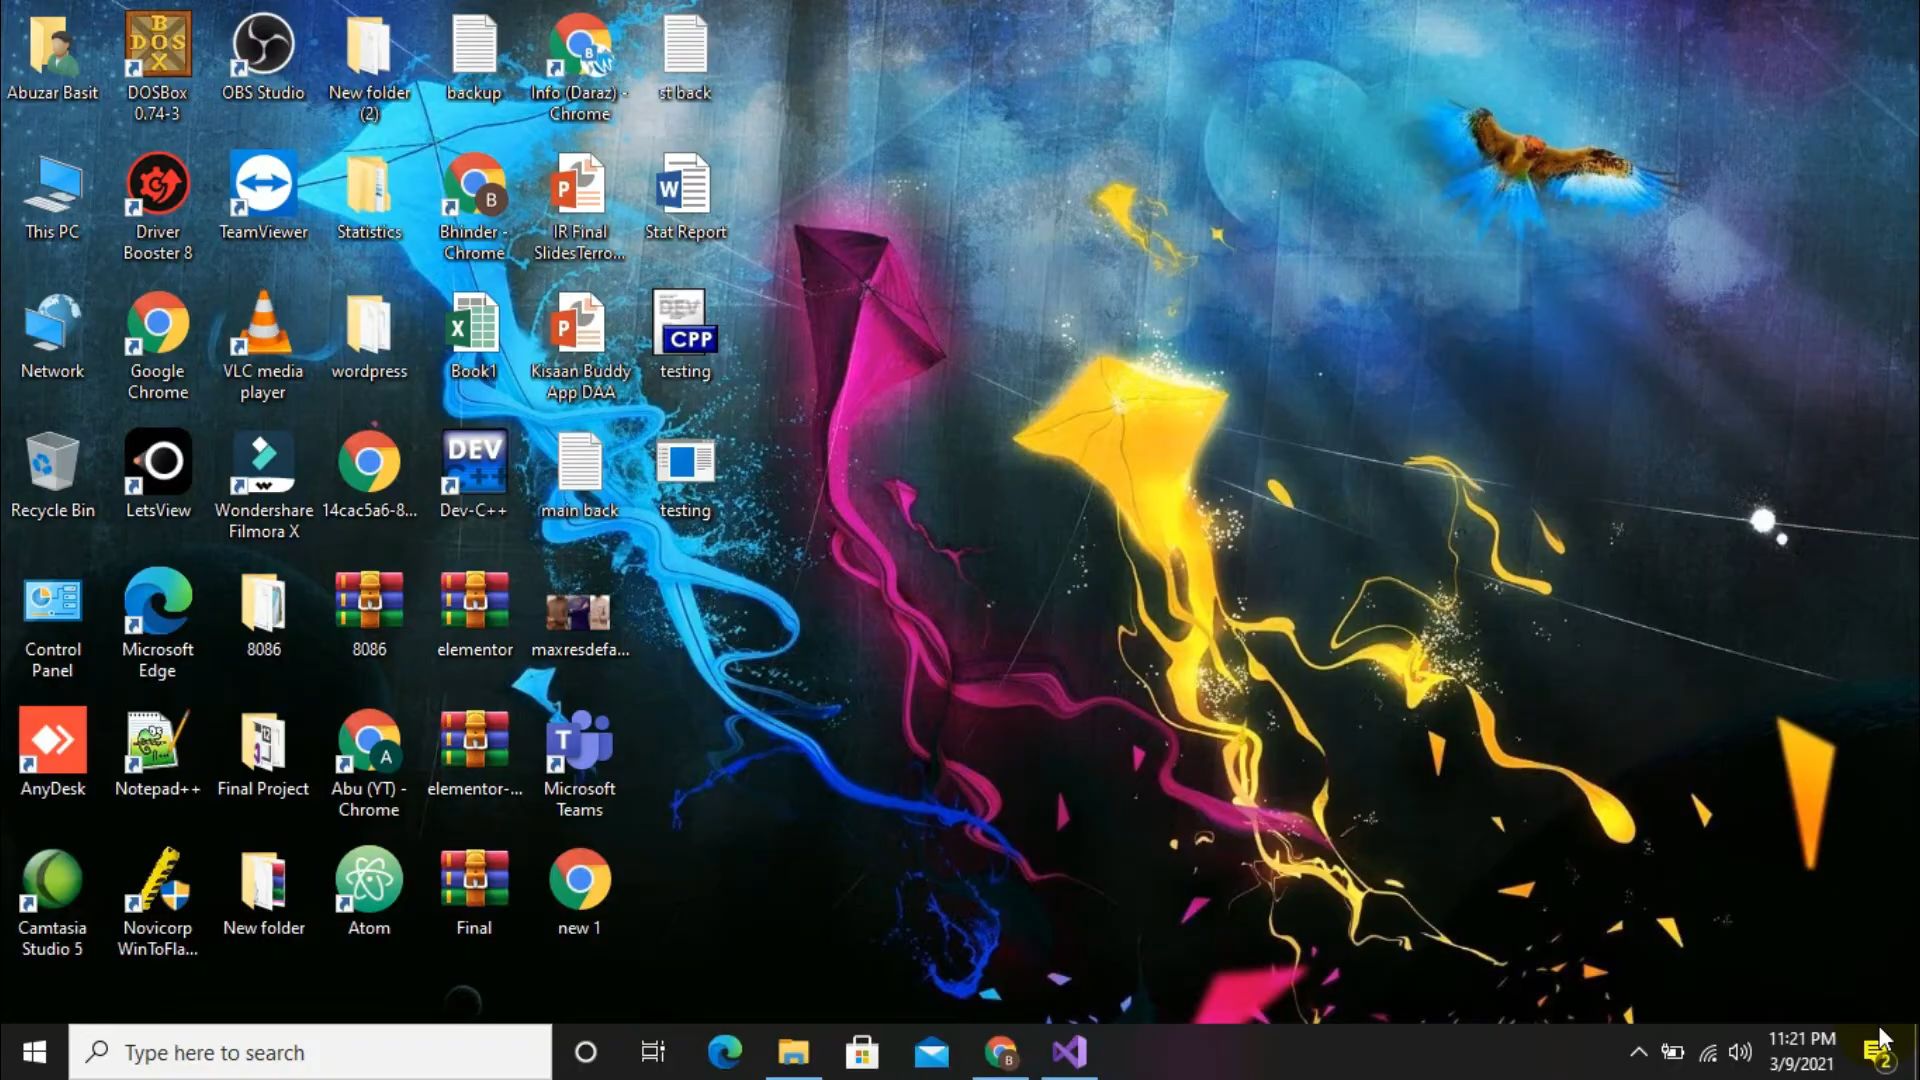 Abuzar Basit
DOSBox
0.74-3
OBS Studio
New folder
(2)
backup
Info (Daraz) -
Chrome
st back
This PC
Driver
Booster 8
TeamViewer
Statistics
Bhinder -
Chrome
IR Final
SlidesTerro...
Stat Report
Network
Google
Chrome
VLC media
player
wordpress
Book1
Kisaan Buddy
App DAA
testing
Recycle Bin
LetsView
Wondershare
Filmora X
14cac5a6-8...
Dev-C++
main back
testing
Control
Panel
Microsoft
Edge
8086
8086
elementor
maxresdefa...
AnyDesk
Notepad++
Final Project
Abu (YT) -
Chrome
elementor-...
Microsoft
Teams
Camtasia
Studio 5
Novicorp
WinToFla...
New folder
Atom
Final
new 1
Type here to search
11:21 PM
3/9/2021
2